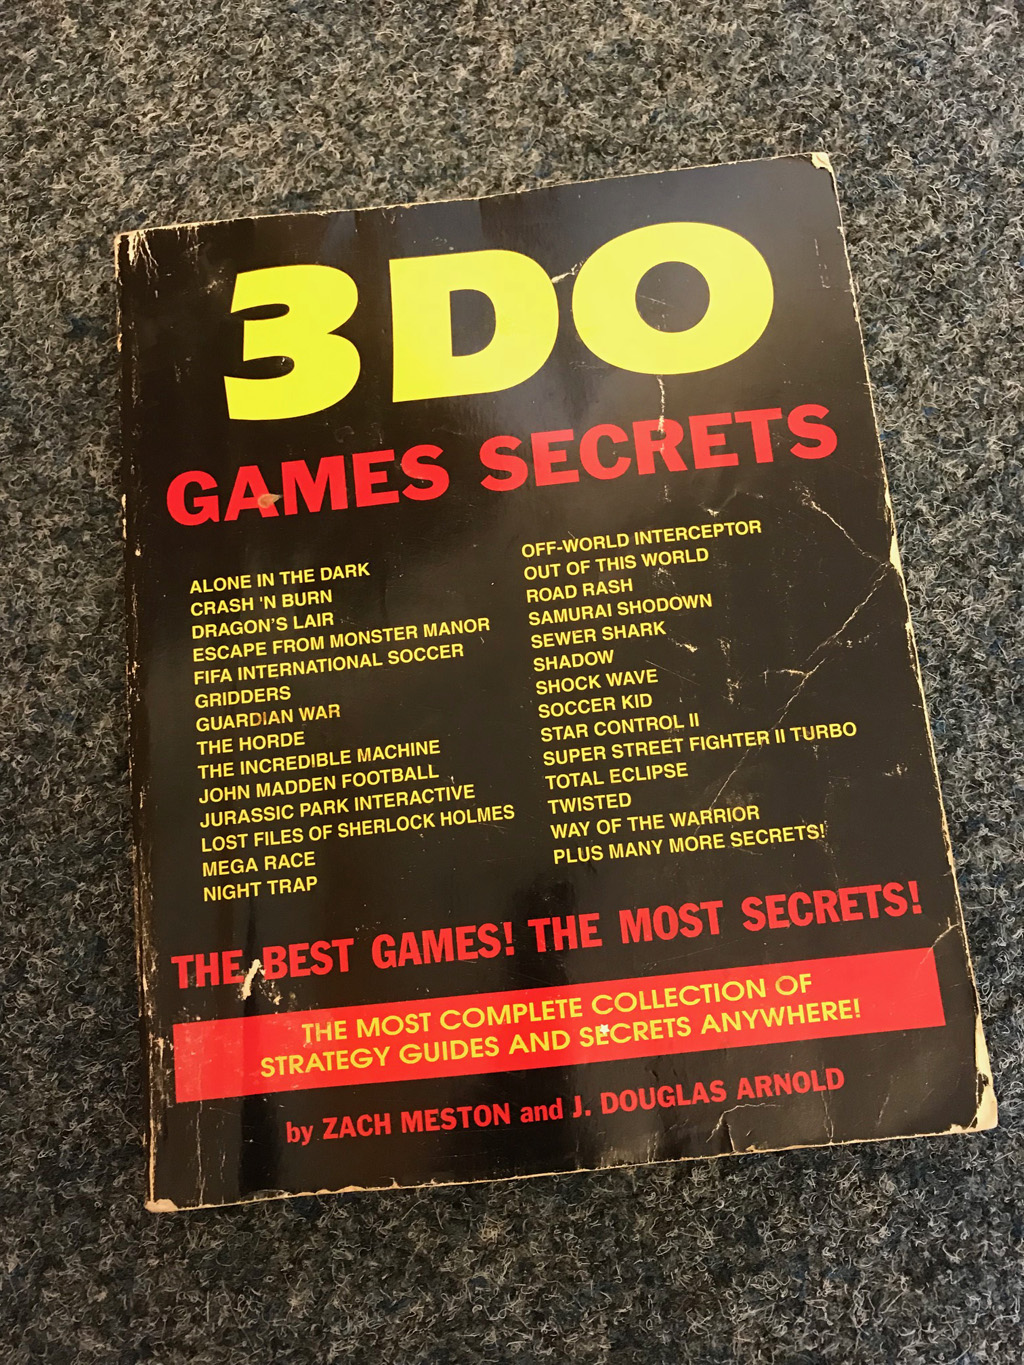 3DO
GAMES SECRETS
ALONE IN THE DARK
CRASH 'N BURN
DRAGON'S LAIR
ESCAPE FROM MONSTER MANOR
FIFA INTERNATIONAL SOCCER
GRIDDERS
GUARDIAN WAR
THE HORDE
THE INCREDIBLE MACHINE
JOHN MADDEN FOOTBALL
JURASSIC PARK INTERACTIVE
LOST FILES OF SHERLOCK HOLMES
MEGA RACE
NIGHT TRAP
OFF-WORLD INTERCEPTOR
OUT OF THIS WORLD
ROAD RASH
SAMURAI SHODOWN
SEWER SHARK
SHADOW
SHOCK WAVE
SOCCER KID
STAR CONTROL II
SUPER STREET FIGHTER II TURBO
TOTAL ECLIPSE
TWISTED
WAY OF THE WARRIOR
PLUS MANY MORE SECRETS!
THE BEST GAMES! THE MOST SECRETS!
THE MOST COMPLETE COLLECTION OF
STRATEGY GUIDES AND SECRETS ANYWHERE!
by ZACH MESTON and J. DOUGLAS ARNOLD